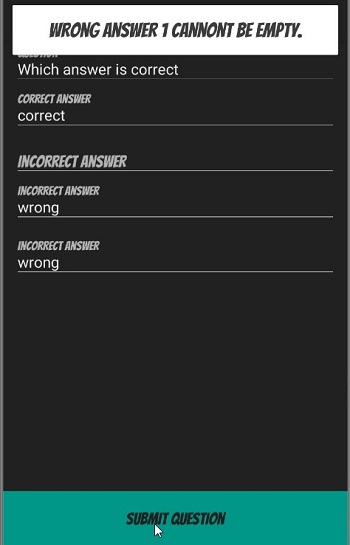 WRONG ANSWER 1 CANNONT BE EMPTY.
QUESTION
Which answer is correct
CORRECT ANSWER
correct
INCORRECT ANSWER
INCORRECT ANSWER
wrong
INCORRECT ANSWER
wrong
SUBMIT QUESTION